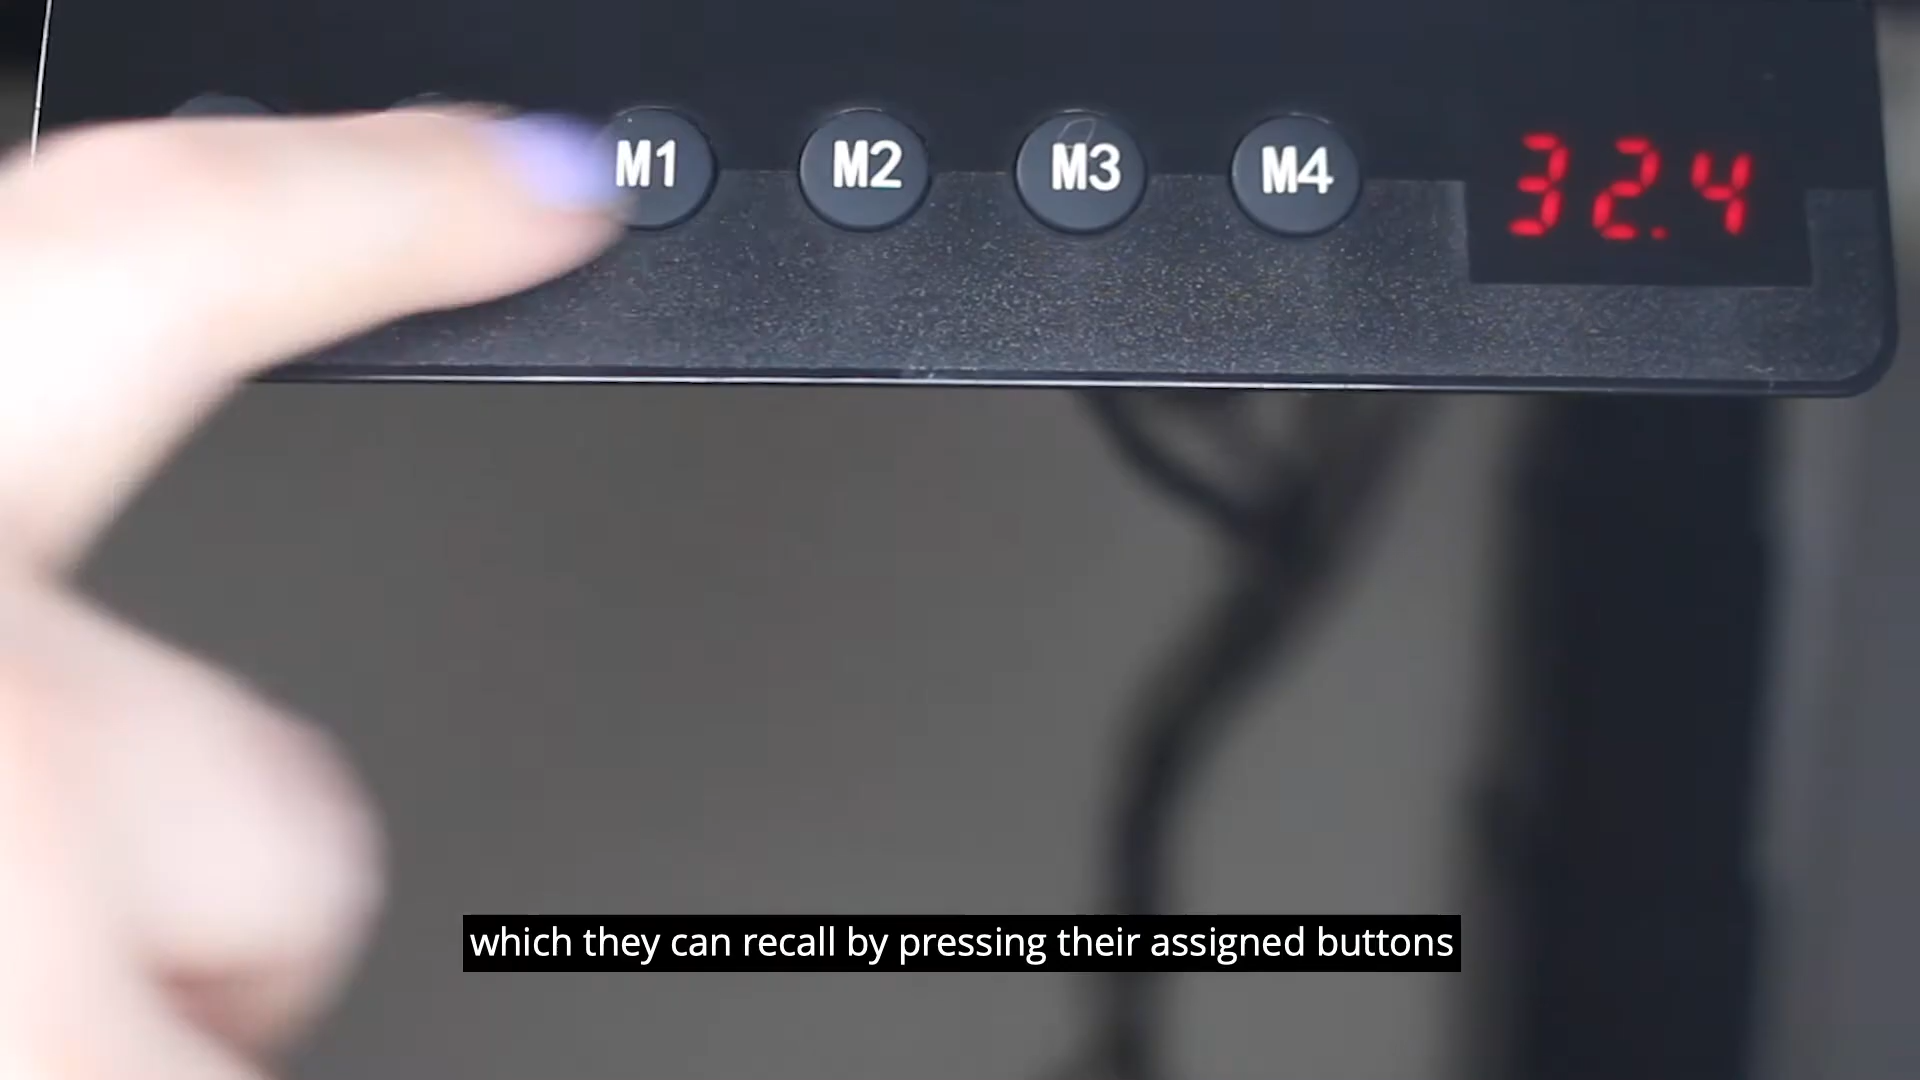 M1 M2 M3 M4 32.4
which they can recall by pressing their assigned buttons